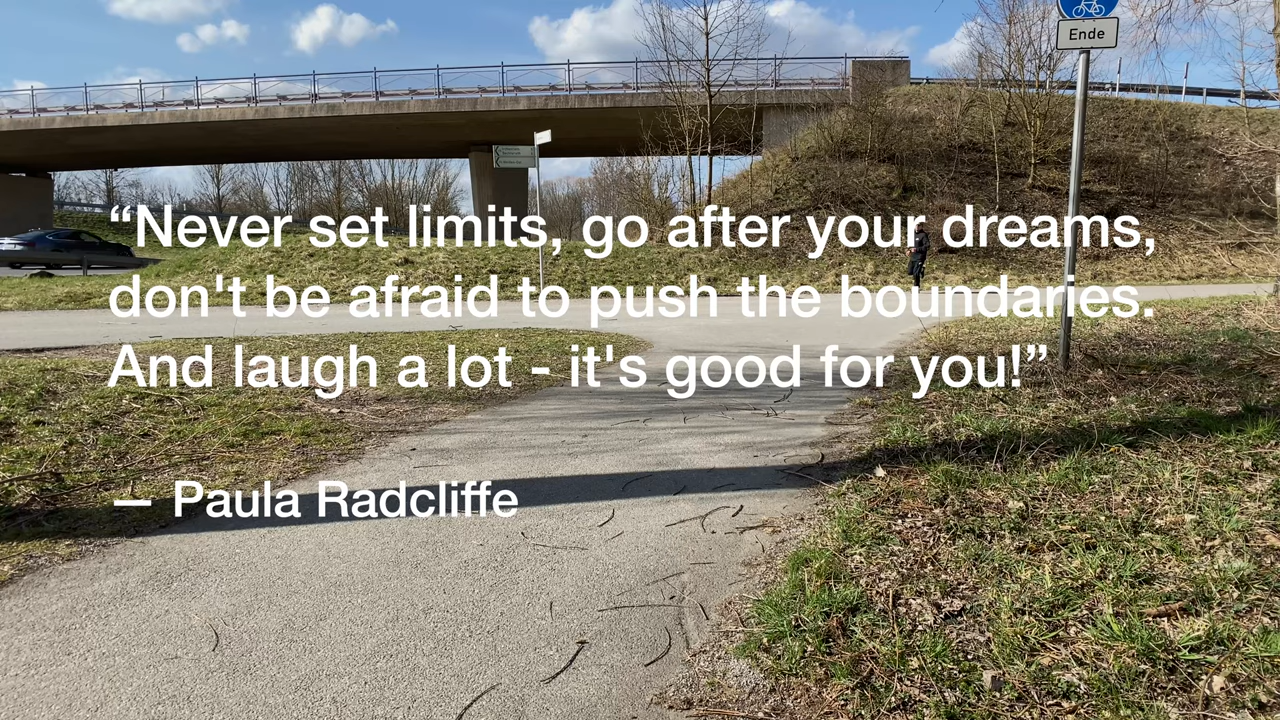 Ende
“Never set limits, go after your dreams,
don't be afraid to push the boundaries.
And laugh a lot - it's good for you!”
— Paula Radcliffe